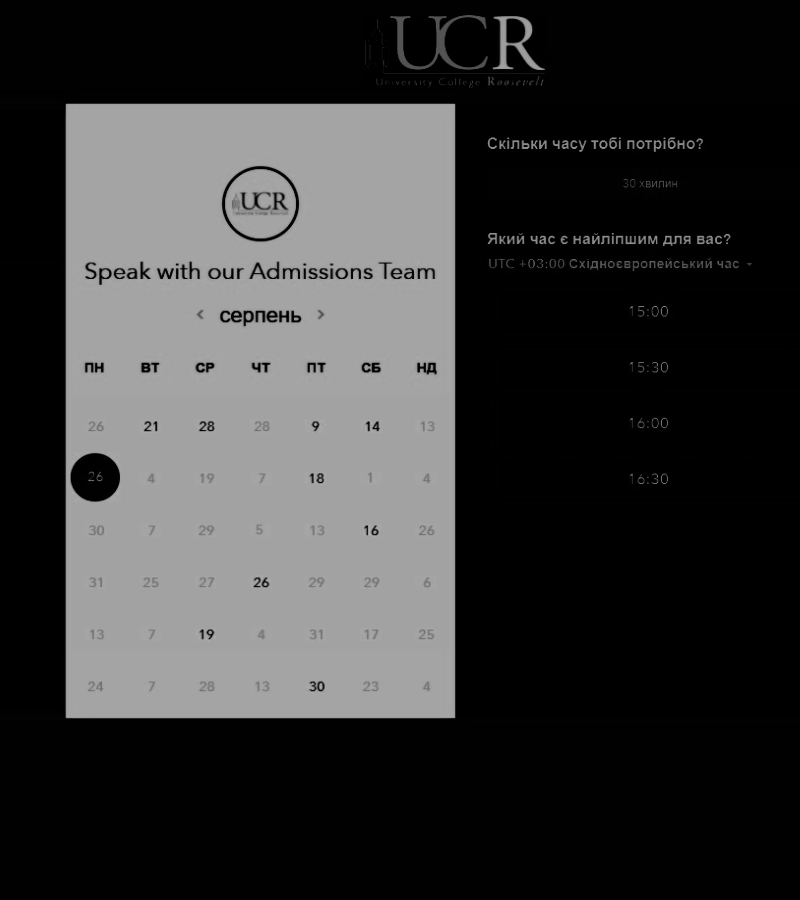 UCR
University College Roosevelt
UCR
Speak with our Admissions Team
серпень
ПН ВТ СР ЧТ ПТ СБ НД
26 21 28 28 9 14 13
26 4 19 7 18 1 4
30 7 29 5 13 16 26
31 25 27 26 29 29 6
13 7 19 4 31 17 25
24 7 28 13 30 23 4
Скільки часу тобі потрібно?
30 хвилин
Який час є найліпшим для вас?
UTC +03:00 Східноєвропейський час
15:00
15:30
16:00
16:30